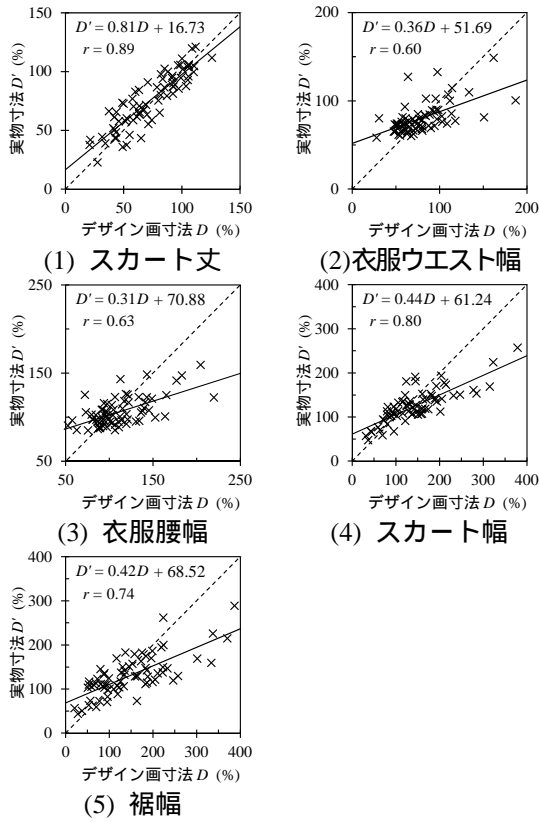 D' = 0.81D + 16.73
r = 0.89
実物寸法D' (%)
150
100
50
0
0 50 100 150
デザイン画寸法 D (%)
(1) スカート丈
D' = 0.36D + 51.69
r = 0.60
実物寸法D' (%)
200
100
0
0 100 200
デザイン画寸法 D (%)
(2)衣服ウエスト幅
D' = 0.31D + 70.88
r = 0.63
実物寸法D' (%)
250
150
50
50 150 250
デザイン画寸法 D (%)
(3) 衣服腰幅
D' = 0.44D + 61.24
r = 0.80
実物寸法D' (%)
400
300
200
100
0
0 100 200 300 400
デザイン画寸法 D (%)
(4) スカート幅
D' = 0.42D + 68.52
r = 0.74
実物寸法D' (%)
400
300
200
100
0
0 100 200 300 400
デザイン画寸法 D (%)
(5) 裾幅